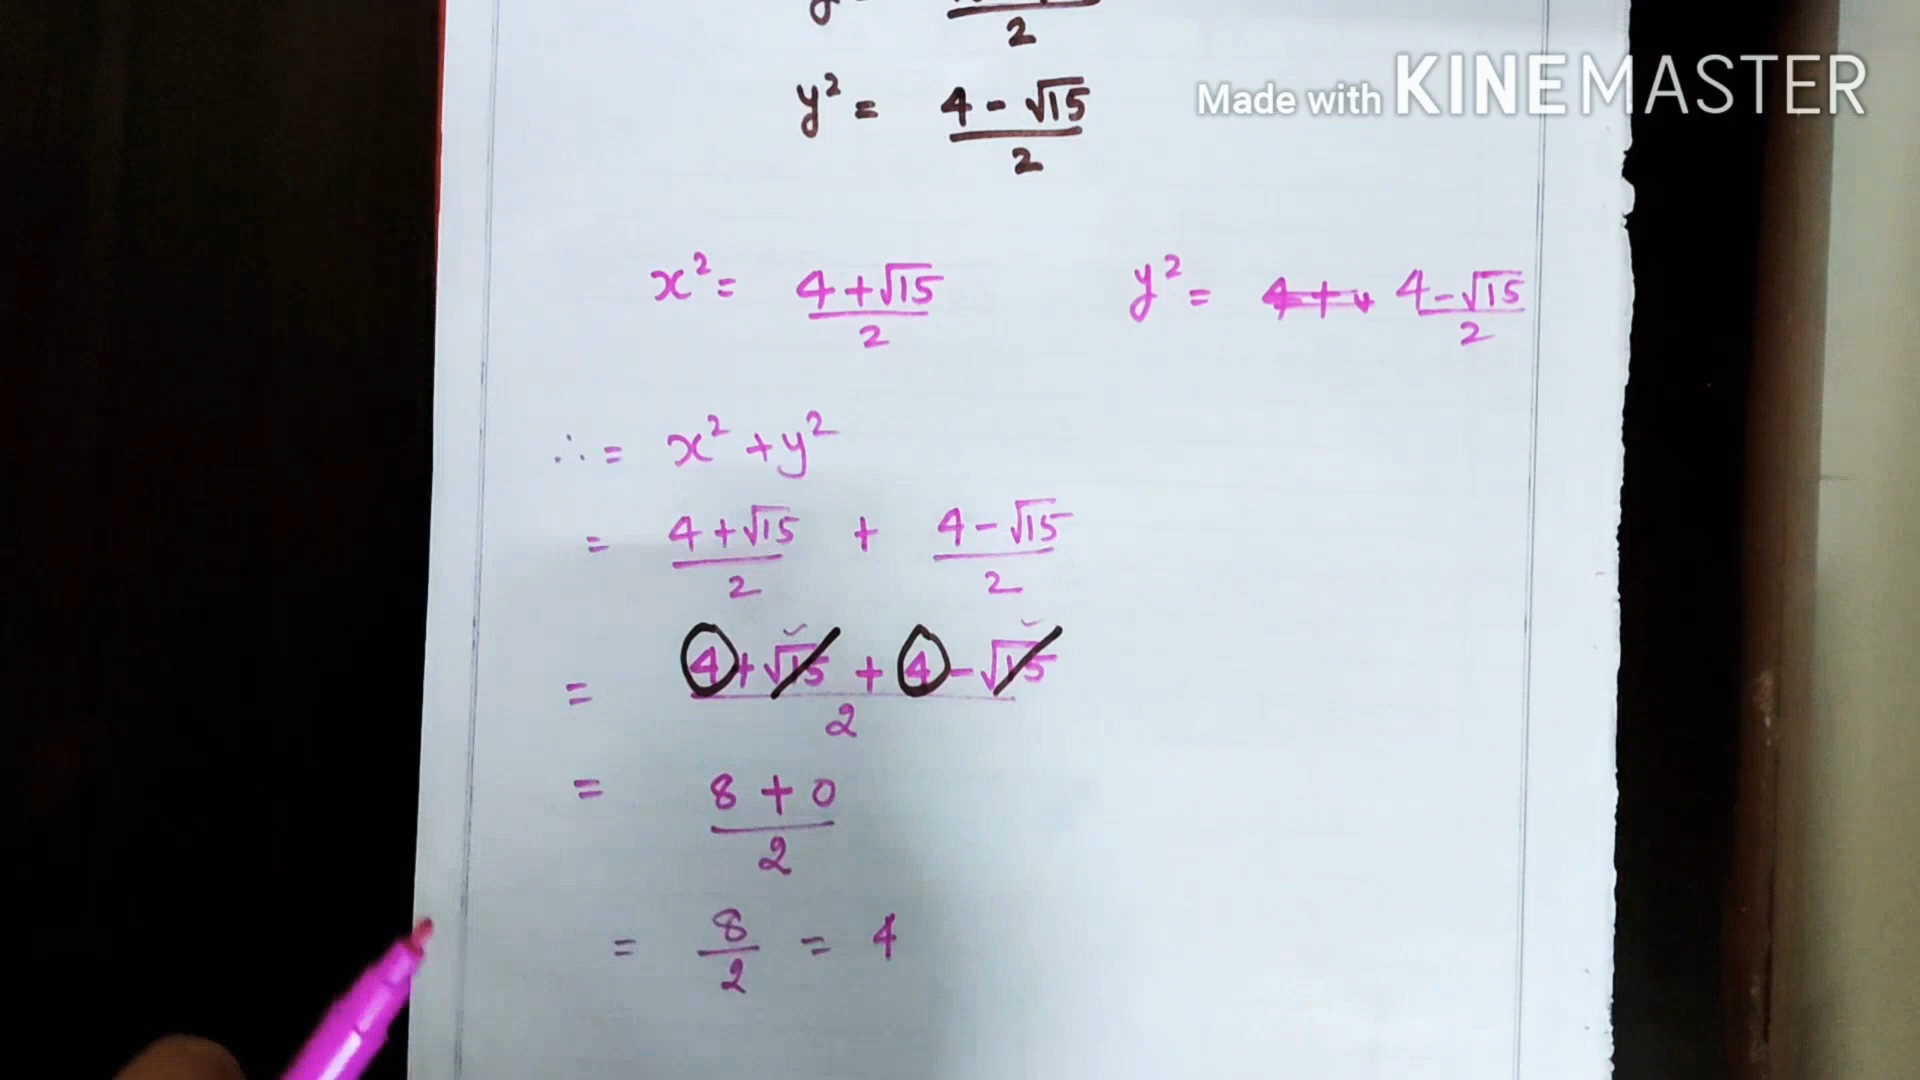 2
Made with KINEMASTER
y² = 4 - √15 / 2
x² = 4 + √15 / 2 y² = 4 - √15 / 2
∴ = x² + y²
= 4 + √15 / 2 + 4 - √15 / 2
= 4 + √15 + 4 - √15 / 2
= 8 + 0 / 2
= 8 / 2 = 4